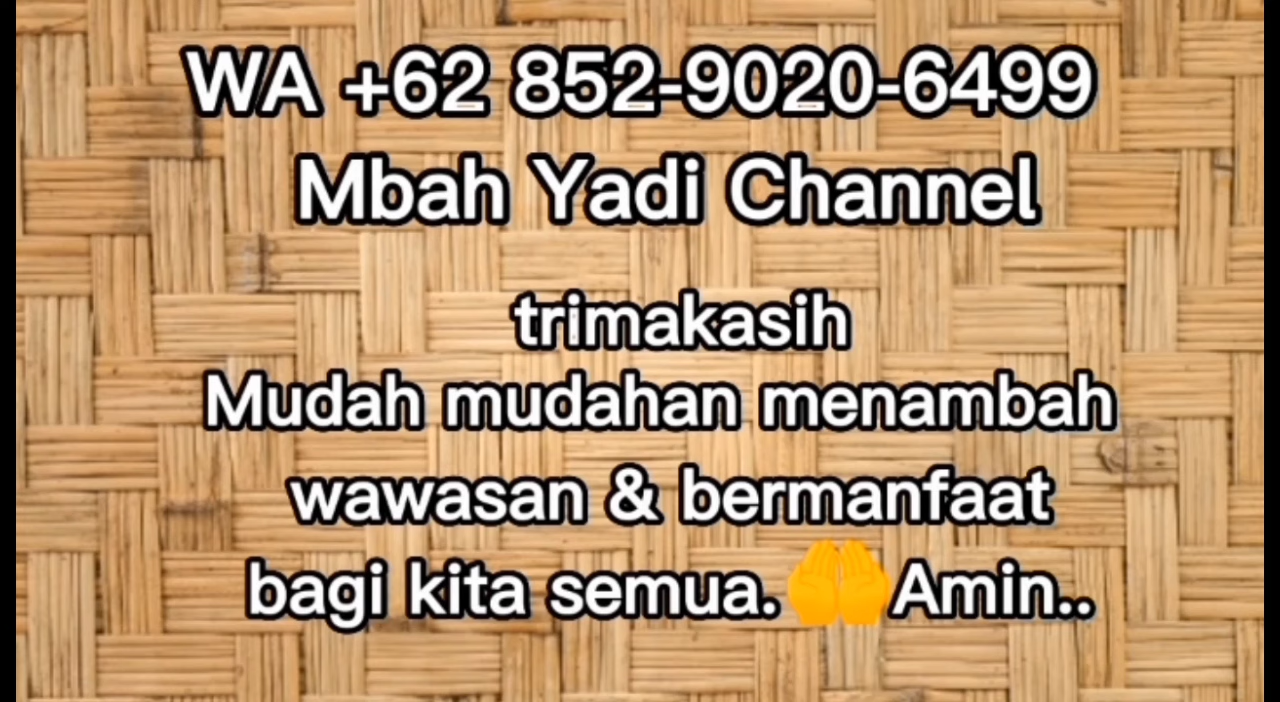 WA +62 852-9020-6499
Mbah Yadi Channel
trimakasih
Mudah mudahan menambah
wawasan & bermanfaat
bagi kita semua.🤲Amin..